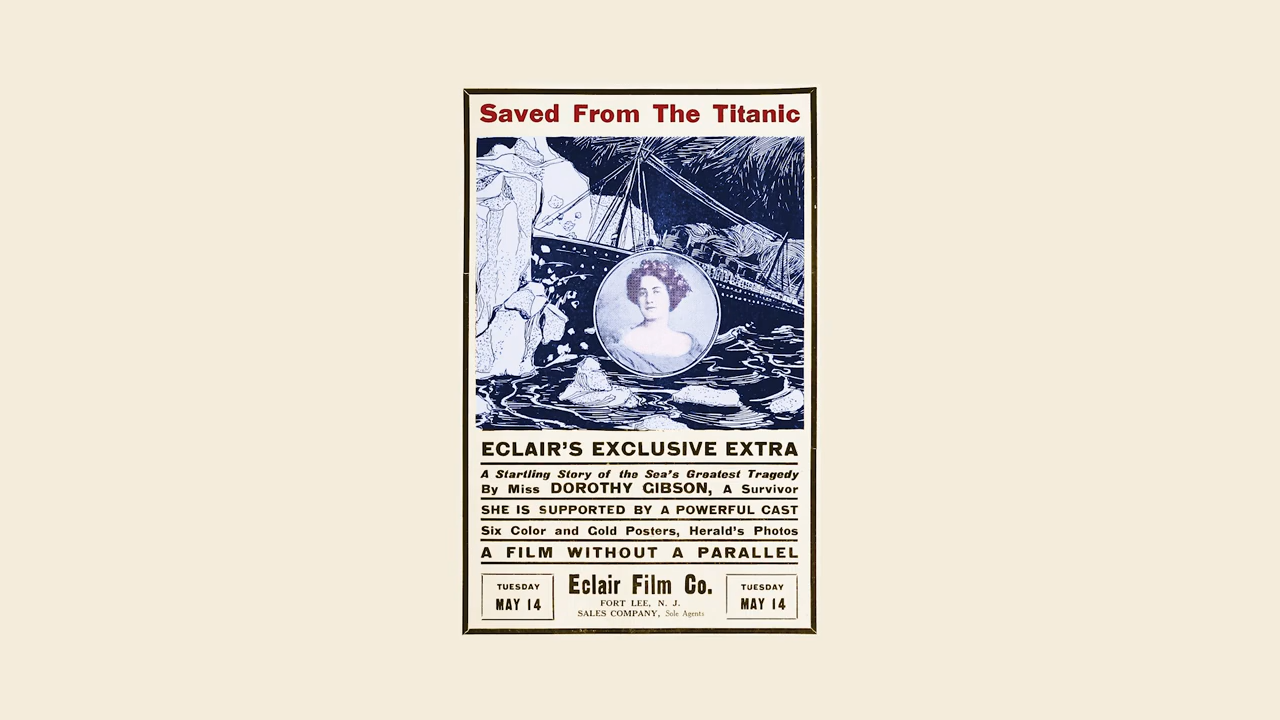 Saved From The Titanic
ECLAIR'S EXCLUSIVE EXTRA
A Startling Story of the Sea's Greatest Tragedy
By Miss DOROTHY GIBSON, A Survivor
SHE IS SUPPORTED BY A POWERFUL CAST
Six Color and Gold Posters, Herald's Photos
A FILM WITHOUT A PARALLEL
TUESDAY
MAY 14
Eclair Film Co.
FORT LEE, N. J.
SALES COMPANY, Sole Agents
TUESDAY
MAY 14